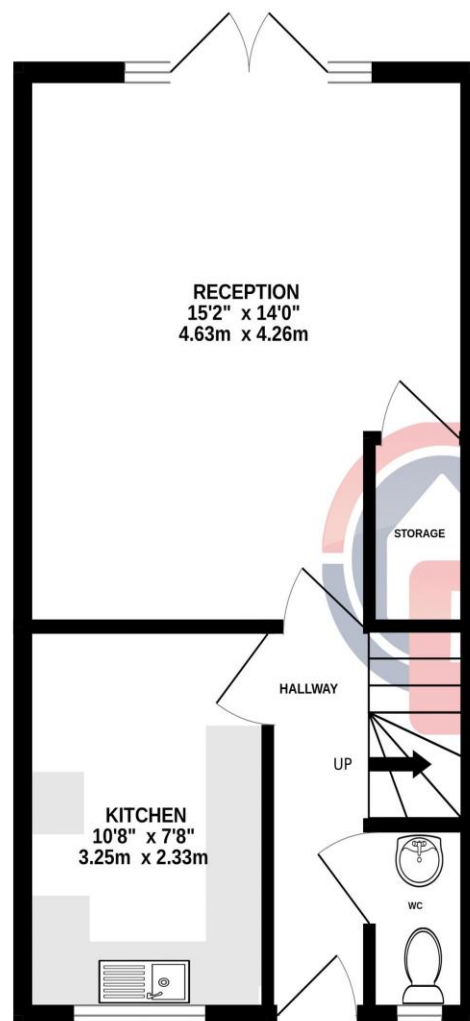 RECEPTION
15'2" x 14'0"
4.63m x 4.26m
STORAGE
HALLWAY
UP
KITCHEN
10'8" x 7'8"
3.25m x 2.33m
WC